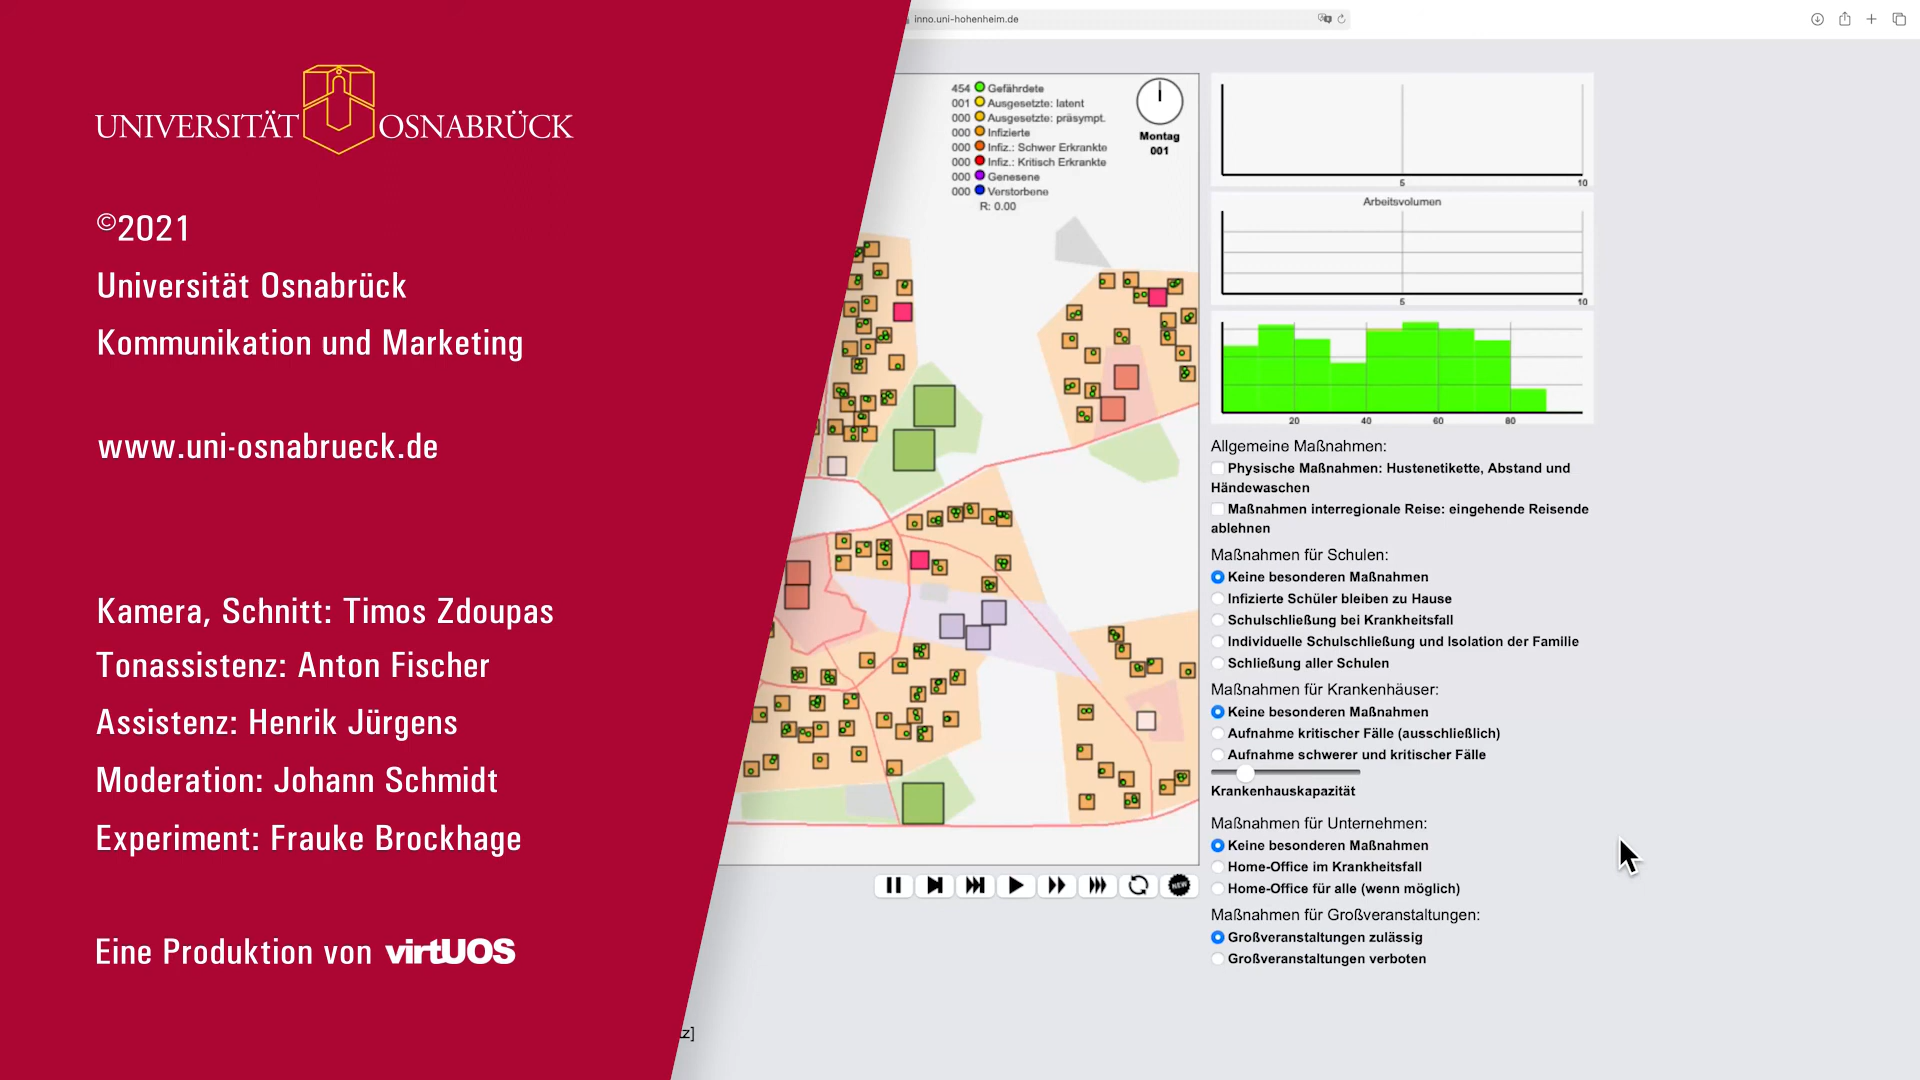 UNIVERSITÄT OSNABRÜCK
©2021
Universität Osnabrück
Kommunikation und Marketing
www.uni-osnabrueck.de
Kamera, Schnitt: Timos Zdoupas
Tonassistenz: Anton Fischer
Assistenz: Henrik Jürgens
Moderation: Johann Schmidt
Experiment: Frauke Brockhage
Eine Produktion von virtUOS
inno.uni-hohenheim.de
454 Gefährdete
001 Ausgesetzte: latent
000 Ausgesetzte: präsympt.
000 Infizierte
000 Infiz.: Schwer Erkrankte
000 Infiz.: Kritisch Erkrankte
000 Genesene
000 Verstorbene
R: 0.00
Montag
001
NEW
z]
5 10
Arbeitsvolumen
5 10
20 40 60 80
Allgemeine Maßnahmen:
Physische Maßnahmen: Hustenetikette, Abstand und
Händewaschen
Maßnahmen interregionale Reise: eingehende Reisende
ablehnen
Maßnahmen für Schulen:
Keine besonderen Maßnahmen
Infizierte Schüler bleiben zu Hause
Schulschließung bei Krankheitsfall
Individuelle Schulschließung und Isolation der Familie
Schließung aller Schulen
Maßnahmen für Krankenhäuser:
Keine besonderen Maßnahmen
Aufnahme kritischer Fälle (ausschließlich)
Aufnahme schwerer und kritischer Fälle
Krankenhauskapazität
Maßnahmen für Unternehmen:
Keine besonderen Maßnahmen
Home-Office im Krankheitsfall
Home-Office für alle (wenn möglich)
Maßnahmen für Großveranstaltungen:
Großveranstaltungen zulässig
Großveranstaltungen verboten